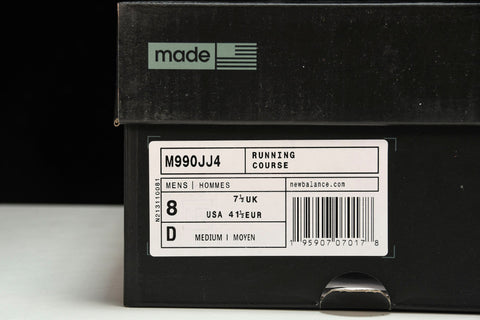 made
M990JJ4
RUNNING
COURSE
MENS | HOMMES
newbalance.com
8
7½UK
USA 41½EUR
D
MEDIUM | MOYEN
1 95907 07017 8
N213110081